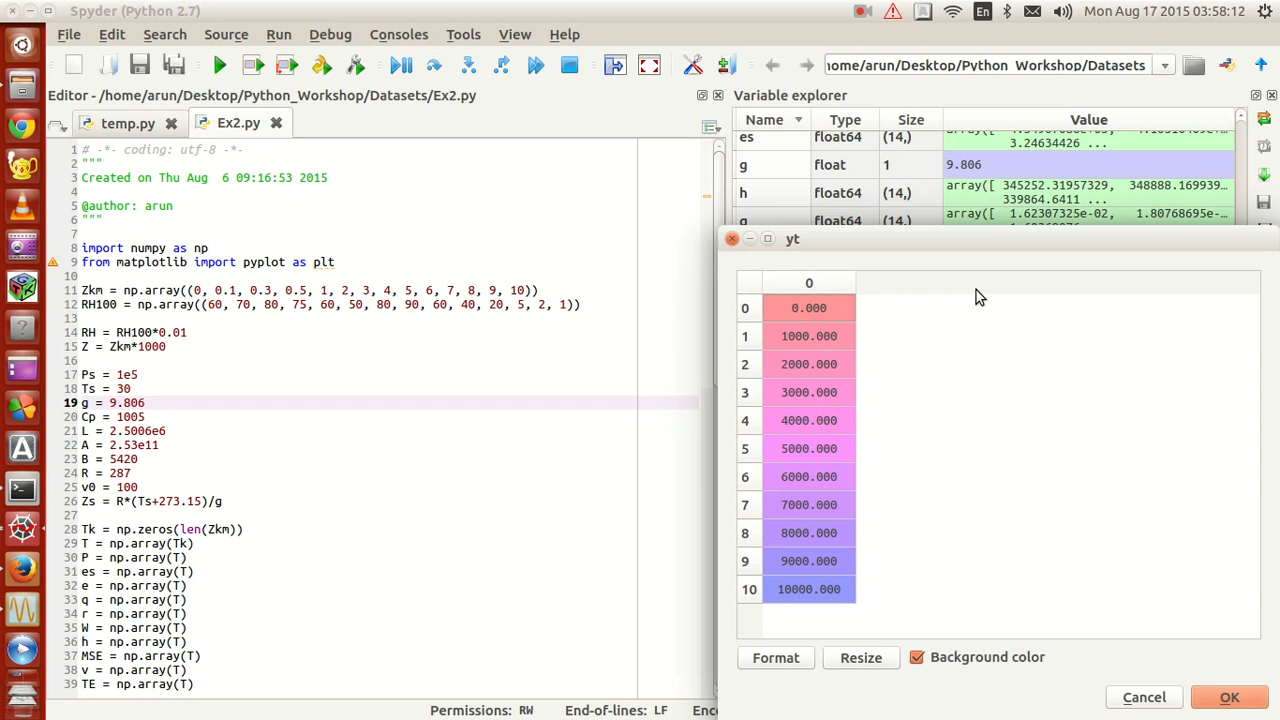 Spyder (Python 2.7)
En
Mon Aug 17 2015 03:58:12
File Edit Search Source Run Debug Consoles Tools View Help
home/arun/Desktop/Python_Workshop/Datasets
Editor - /home/arun/Desktop/Python_Workshop/Datasets/Ex2.py
temp.py
Ex2.py
1 # -*- coding: utf-8 -*-
2 """
3 Created on Thu Aug  6 09:16:53 2015
4
5 @author: arun
6 """
7
8 import numpy as np
9 from matplotlib import pyplot as plt
10
11 Zkm = np.array((0, 0.1, 0.3, 0.5, 1, 2, 3, 4, 5, 6, 7, 8, 9, 10))
12 RH100 = np.array((60, 70, 80, 75, 60, 50, 80, 90, 60, 40, 20, 5, 2, 1))
13
14 RH = RH100*0.01
15 Z = Zkm*1000
16
17 Ps = 1e5
18 Ts = 30
19 g = 9.806
20 Cp = 1005
21 L = 2.5006e6
22 A = 2.53e11
23 B = 5420
24 R = 287
25 v0 = 100
26 Zs = R*(Ts+273.15)/g
27
28 Tk = np.zeros(len(Zkm))
29 T = np.array(Tk)
30 P = np.array(T)
31 es = np.array(T)
32 e = np.array(T)
33 q = np.array(T)
34 r = np.array(T)
35 W = np.array(T)
36 h = np.array(T)
37 MSE = np.array(T)
38 v = np.array(T)
39 TE = np.array(T)
Permissions: RW End-of-lines: LF Enc
Variable explorer
Name Type Size Value
es float64 (14,)
3.24634426 ...
g float 1 9.806
h float64 (14,) array([ 345252.31957329, 348888.169939...
339864.6411 ...
float64 (14,) array([ 1.62307325e-02, 1.80768695e-...
yt
0
0 0.000
1 1000.000
2 2000.000
3 3000.000
4 4000.000
5 5000.000
6 6000.000
7 7000.000
8 8000.000
9 9000.000
10 10000.000
Format Resize Background color
Cancel OK